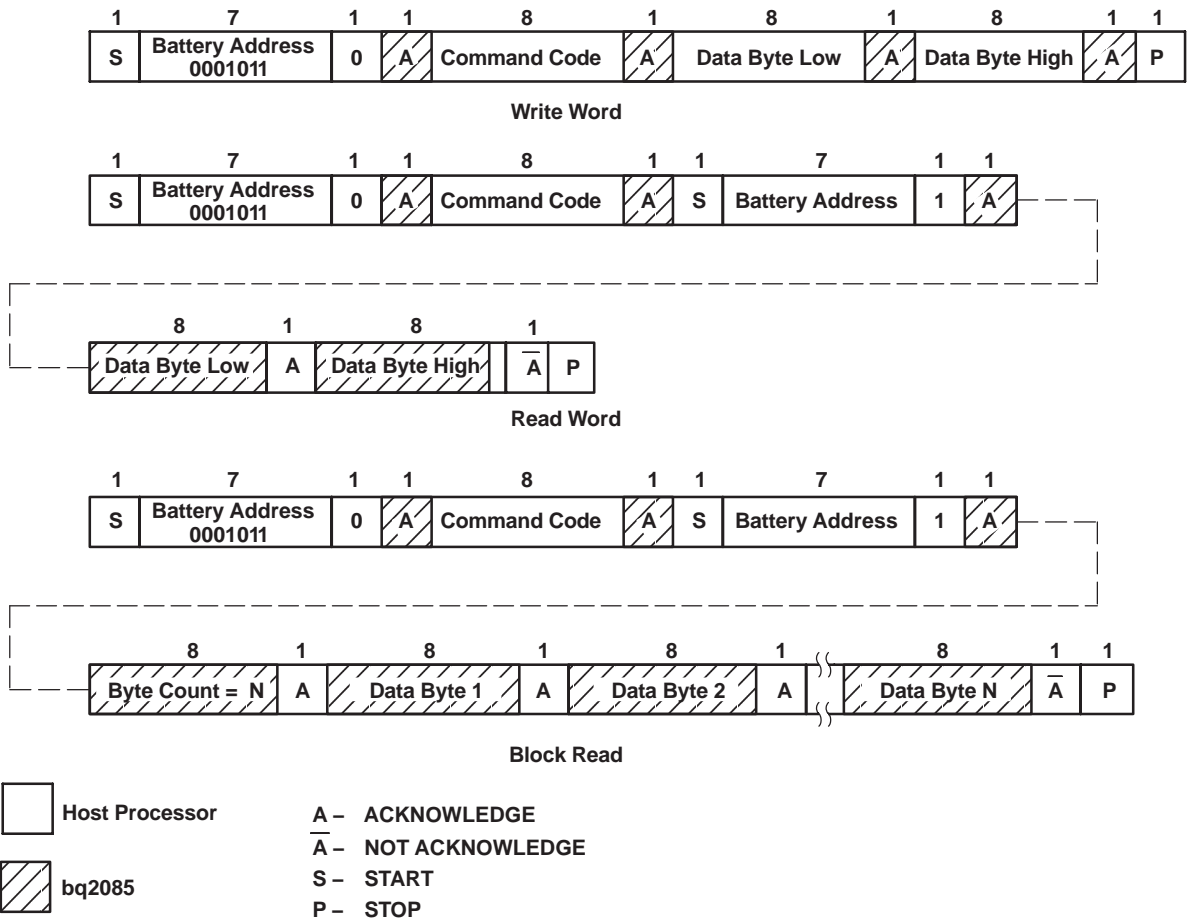 1 7 1 1 8 1 8 1 8 1 1
S Battery Address 0001011 0 A Command Code A Data Byte Low A Data Byte High A P
Write Word
1 7 1 1 8 1 1 7 1 1
S Battery Address 0001011 0 A Command Code A S Battery Address 1 A
8 1 8 1
Data Byte Low A Data Byte High A̅ P
Read Word
1 7 1 1 8 1 1 7 1 1
S Battery Address 0001011 0 A Command Code A S Battery Address 1 A
8 1 8 1 8 1 8 1 1
Byte Count = N A Data Byte 1 A Data Byte 2 A Data Byte N A̅ P
Block Read
Host Processor
bq2085
A – ACKNOWLEDGE
A̅ – NOT ACKNOWLEDGE
S – START
P – STOP